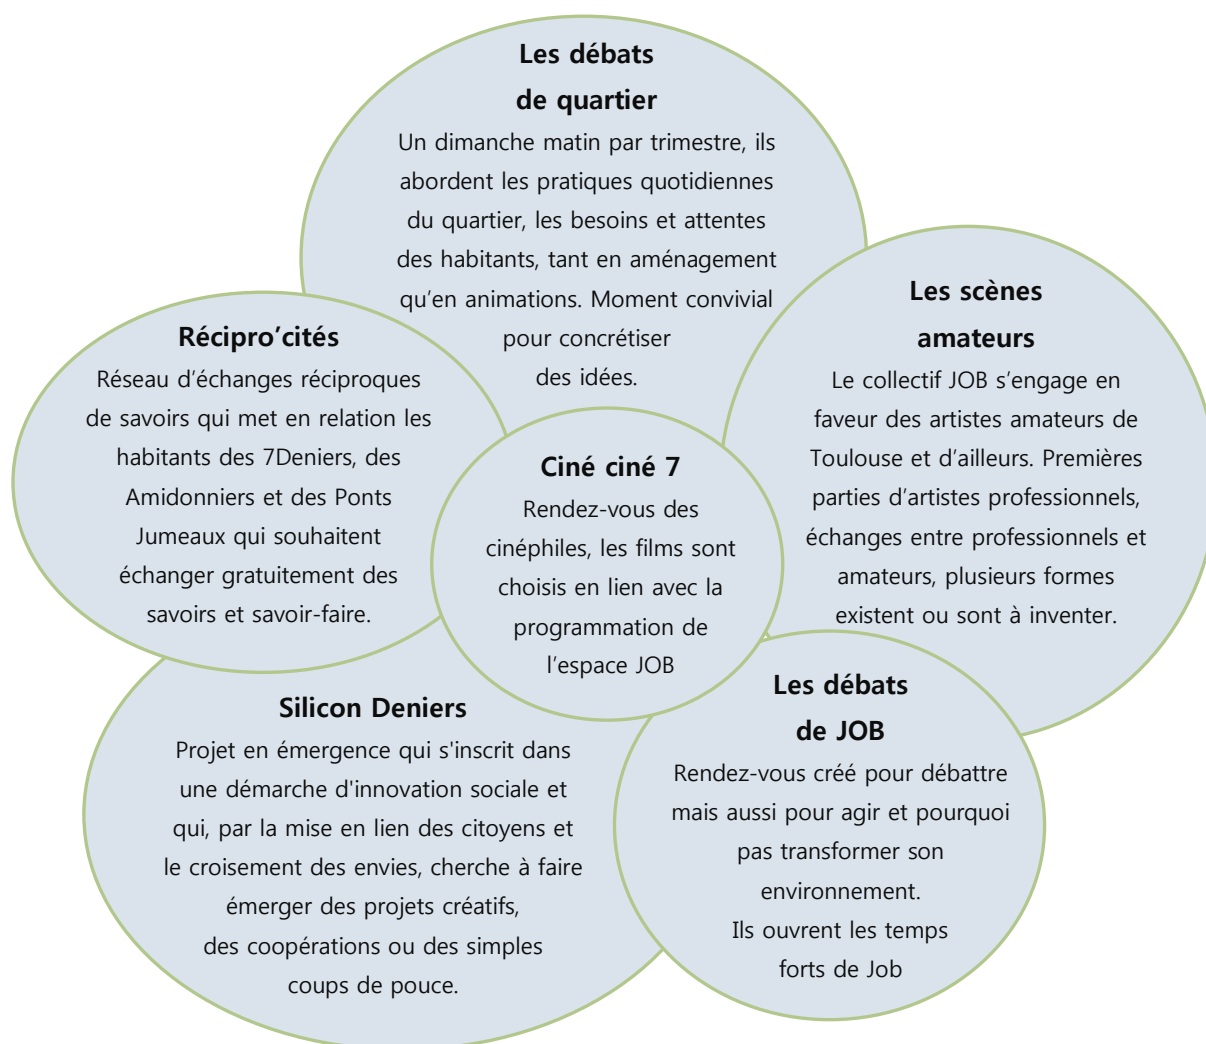 Les débats
de quartier
Un dimanche matin par trimestre, ils
abordent les pratiques quotidiennes
du quartier, les besoins et attentes
des habitants, tant en aménagement
qu’en animations. Moment convivial
pour concrétiser
des idées.
Les scènes
amateurs
Le collectif JOB s’engage en
faveur des artistes amateurs de
Toulouse et d’ailleurs. Premières
parties d’artistes professionnels,
échanges entre professionnels et
amateurs, plusieurs formes
existent ou sont à inventer.
Récipro’cités
Réseau d’échanges réciproques
de savoirs qui met en relation les
habitants des 7Deniers, des
Amidonniers et des Ponts
Jumeaux qui souhaitent
échanger gratuitement des
savoirs et savoir-faire.
Ciné ciné 7
Rendez-vous des
cinéphiles, les films sont
choisis en lien avec la
programmation de
l’espace JOB
Silicon Deniers
Projet en émergence qui s'inscrit dans
une démarche d'innovation sociale et
qui, par la mise en lien des citoyens et
le croisement des envies, cherche à faire
émerger des projets créatifs,
des coopérations ou des simples
coups de pouce.
Les débats
de JOB
Rendez-vous créé pour débattre
mais aussi pour agir et pourquoi
pas transformer son
environnement.
Ils ouvrent les temps
forts de Job